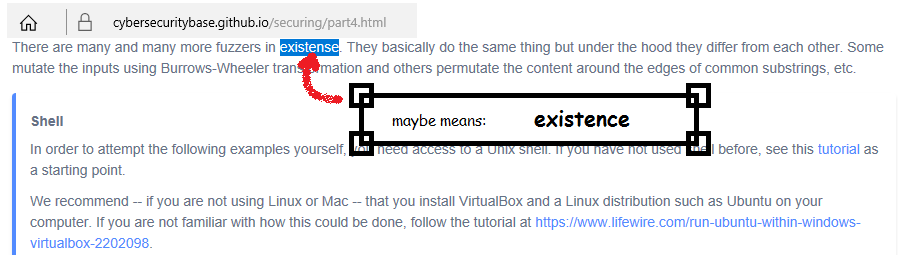 cybersecuritybase.github.io/securing/part4.html
There are many and many more fuzzers in existense. They basically do the same thing but under the hood they differ from each other. Some
mutate the inputs using Burrows-Wheeler transformation and others permutate the content around the edges of common substrings, etc.
maybe means: existence
Shell
In order to attempt the following examples yourself, you need access to a Unix shell. If you have not used shell before, see this tutorial as
a starting point.
We recommend -- if you are not using Linux or Mac -- that you install VirtualBox and a Linux distribution such as Ubuntu on your
computer. If you are not familiar with how this could be done, follow the tutorial at https://www.lifewire.com/run-ubuntu-within-windows-
virtualbox-2202098.